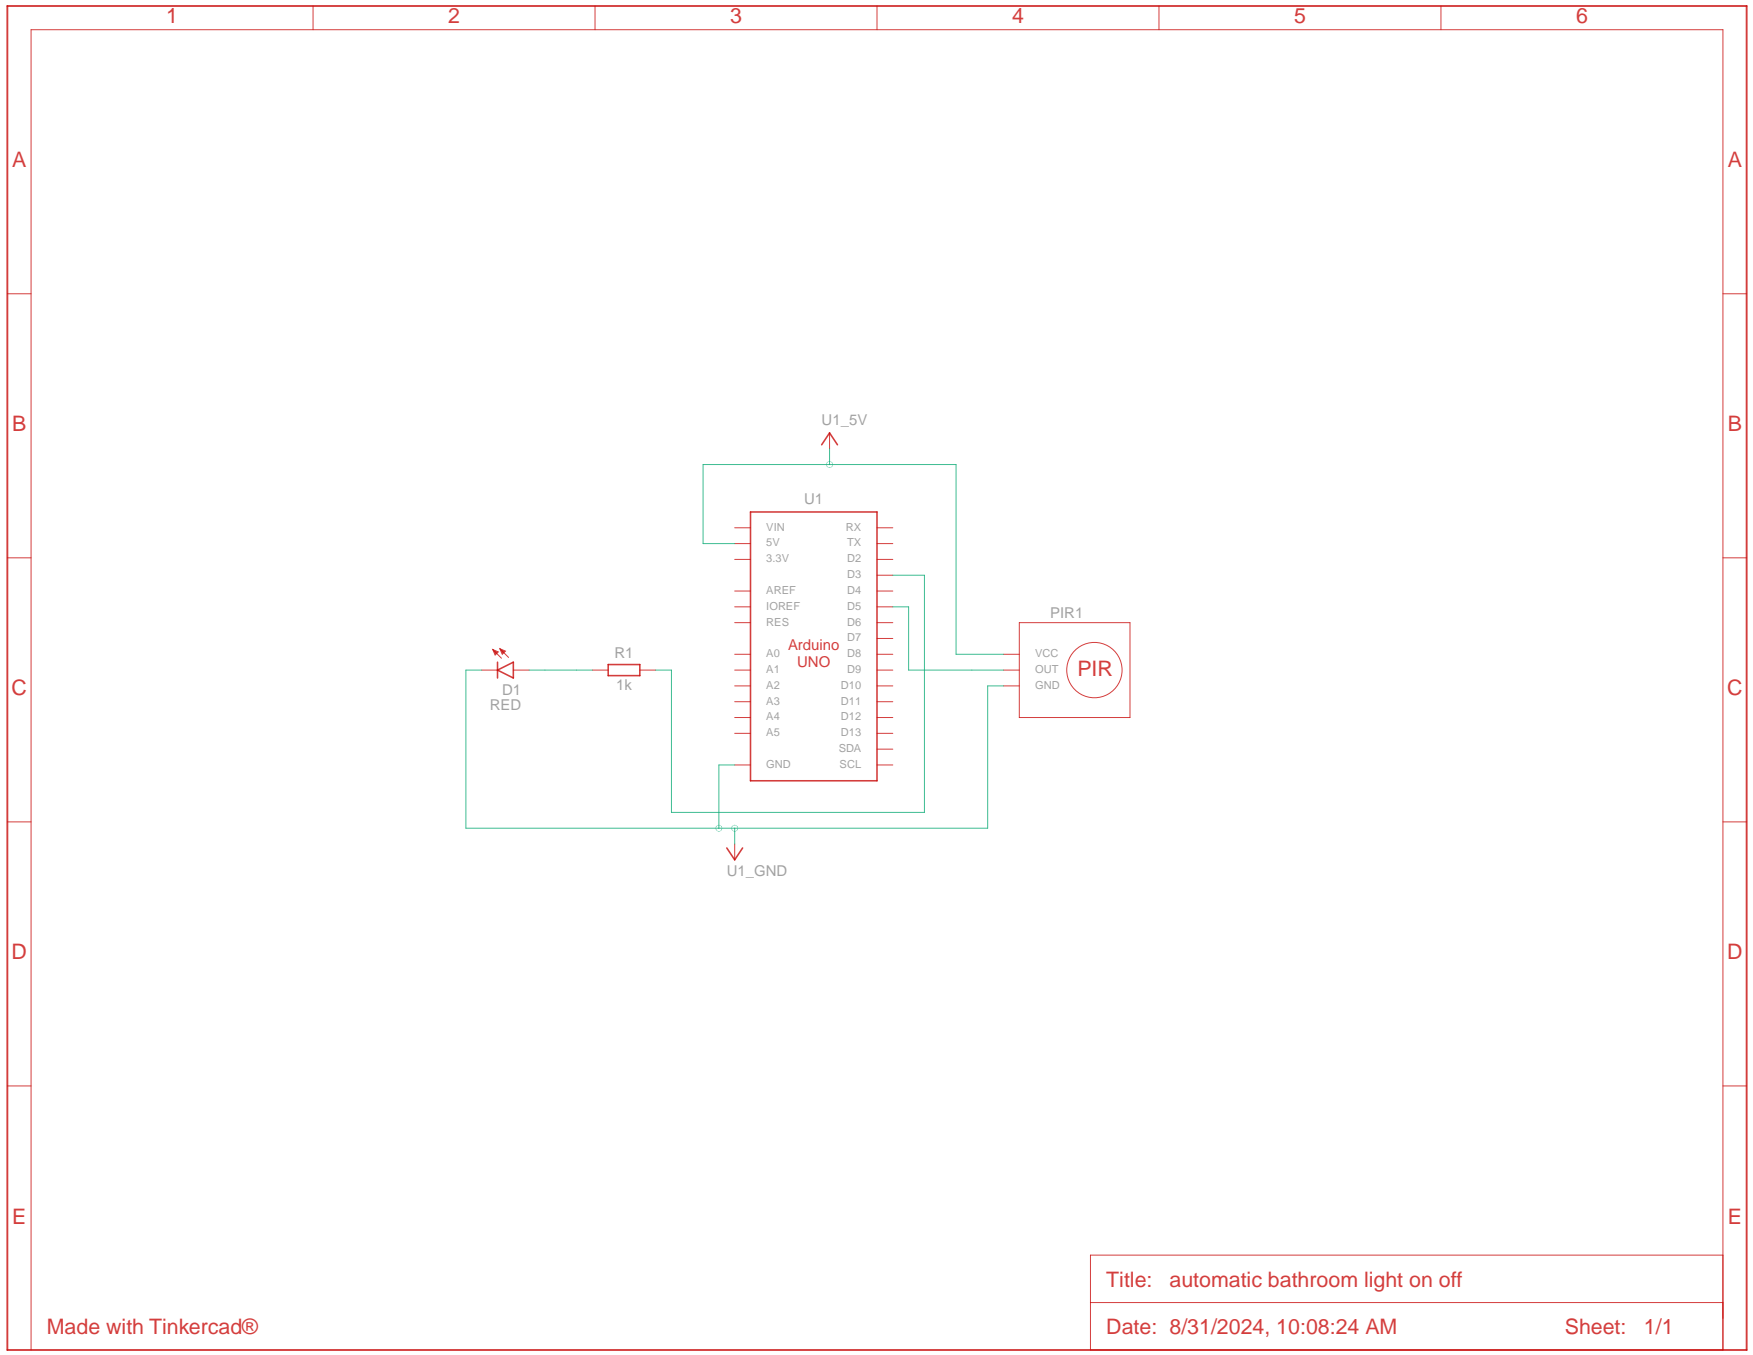 1 2 3 4 5 6
A A
B B
U1_5V
U1
VIN RX
5V TX
3.3V D2
D3
AREF D4
IOREF D5
RES D6
D7
A0 D8
A1 D9
A2 D10
A3 D11
A4 D12
A5 D13
SDA
GND SCL
Arduino
UNO
PIR1
VCC
OUT
GND
PIR
R1
1k
D1
RED
C C
U1_GND
D D
E E
Title: automatic bathroom light on off
Made with Tinkercad®
Date: 8/31/2024, 10:08:24 AM Sheet: 1/1